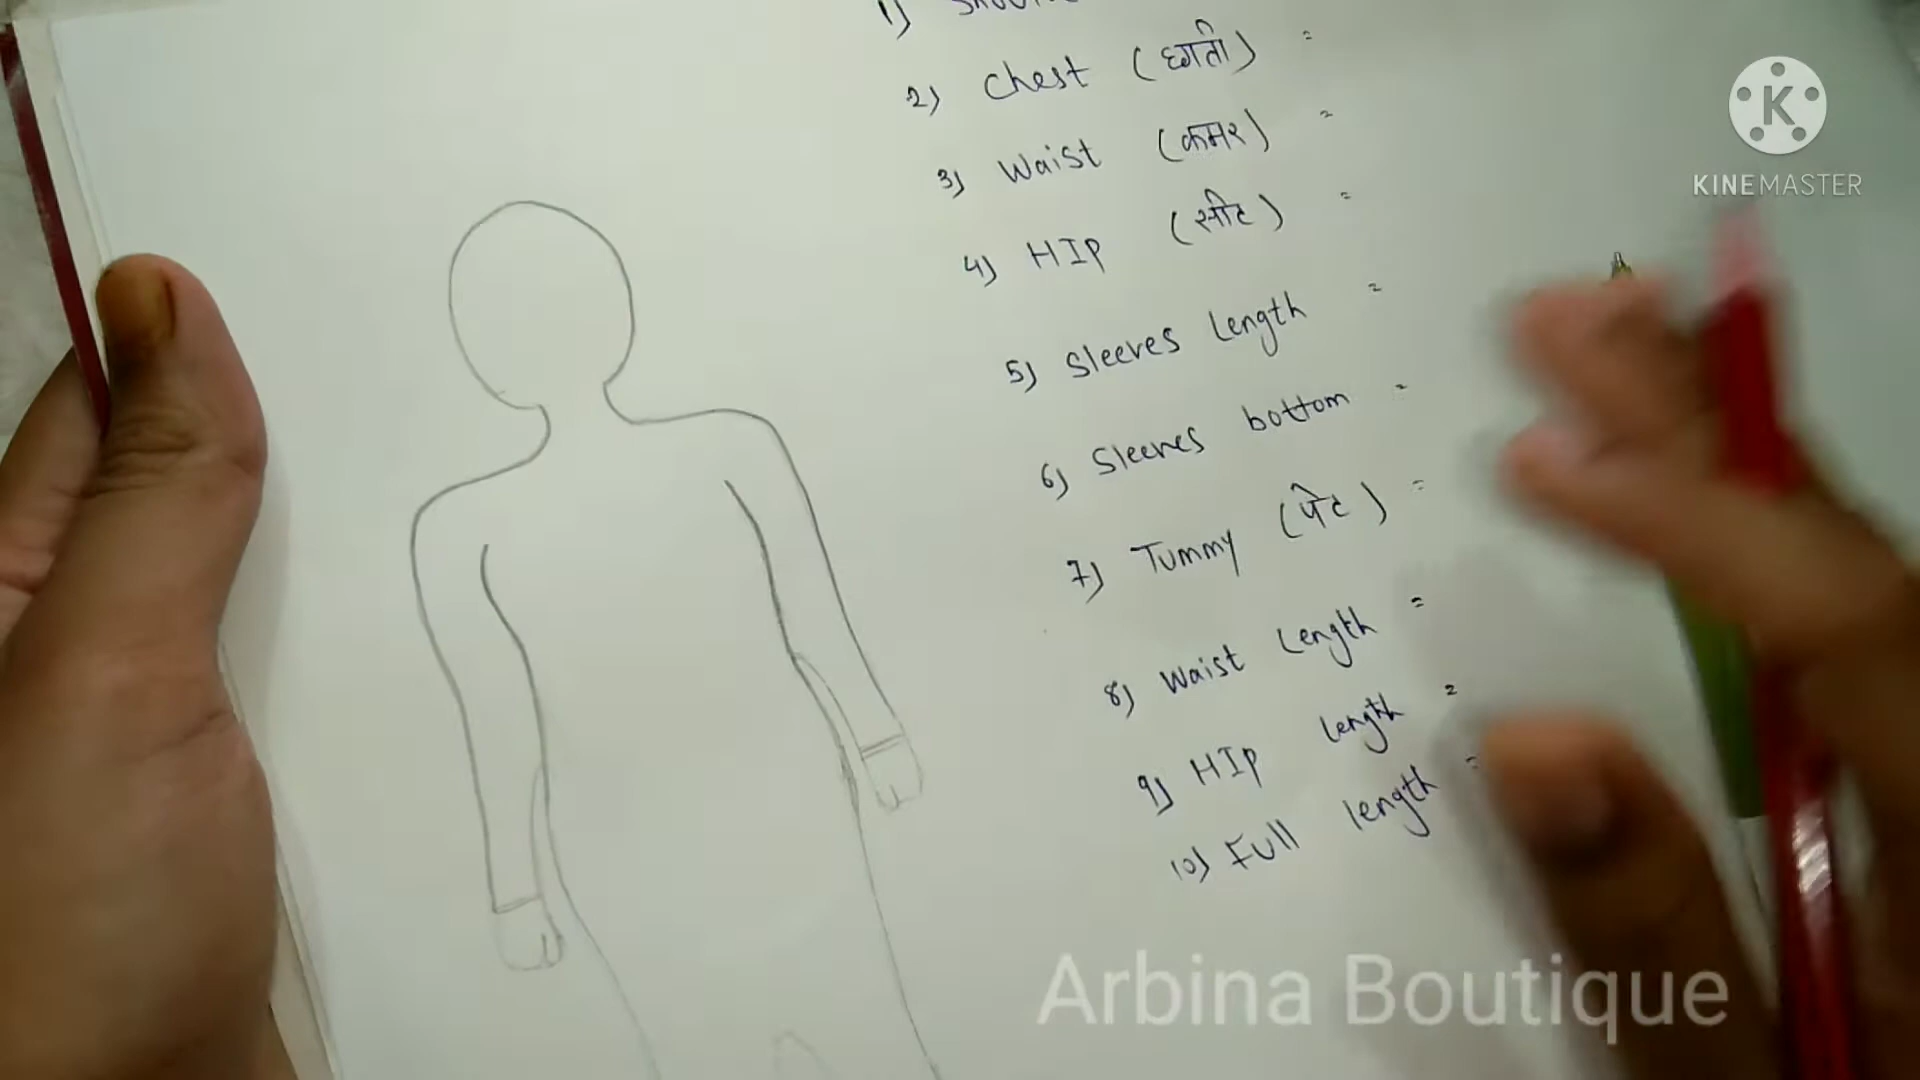 1)
2) Chest (छाती) =
3) Waist (कमर) =
4) HIP (सीट) =
5) Sleeves Length =
6) Sleeves bottom =
7) Tummy (पेट) =
8) Waist Length =
9) HIP length =
10) Full length =
K
KINEMASTER
Arbina Boutique